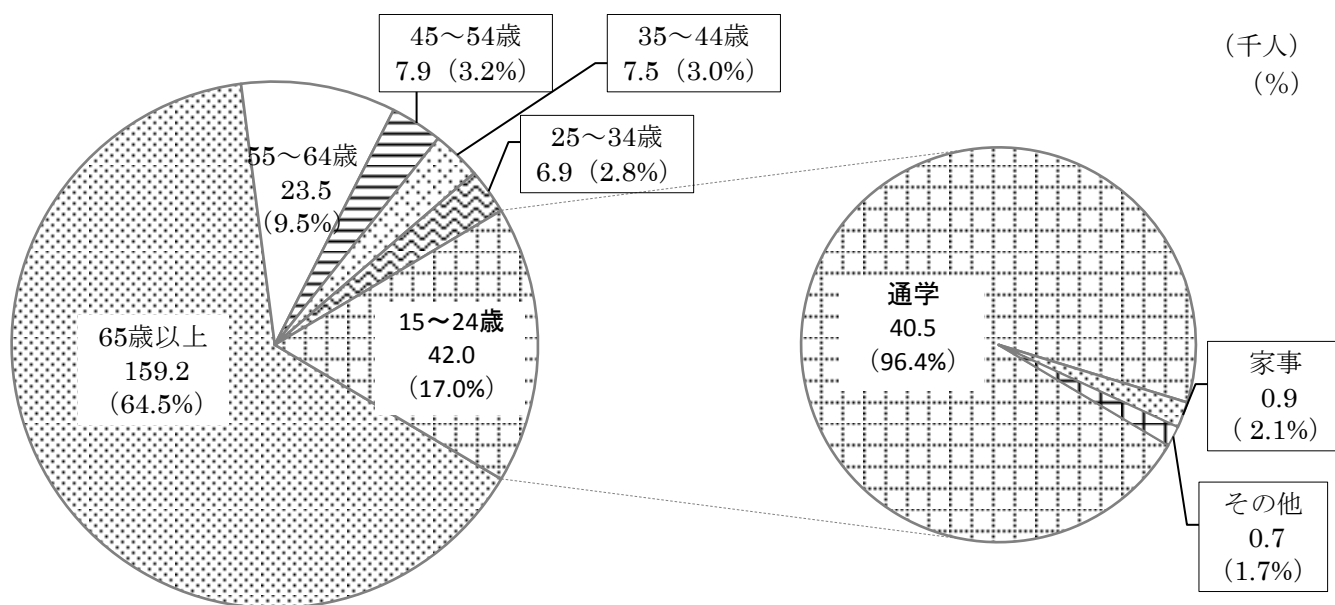 45～54歳
7.9（3.2%）
35～44歳
7.5（3.0%）
（千人）
（%）
25～34歳
6.9（2.8%）
55～64歳
23.5
(9.5%)
65歳以上
159.2
（64.5%）
15～24歳
42.0
（17.0%）
通学
40.5
（96.4%）
家事
0.9
（ 2.1%）
その他
0.7
（1.7%）